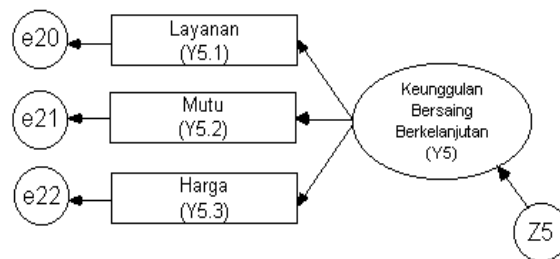 e20
Layanan
(Y5.1)
e21
Mutu
(Y5.2)
e22
Harga
(Y5.3)
Keunggulan
Bersaing
Berkelanjutan
(Y5)
Z5